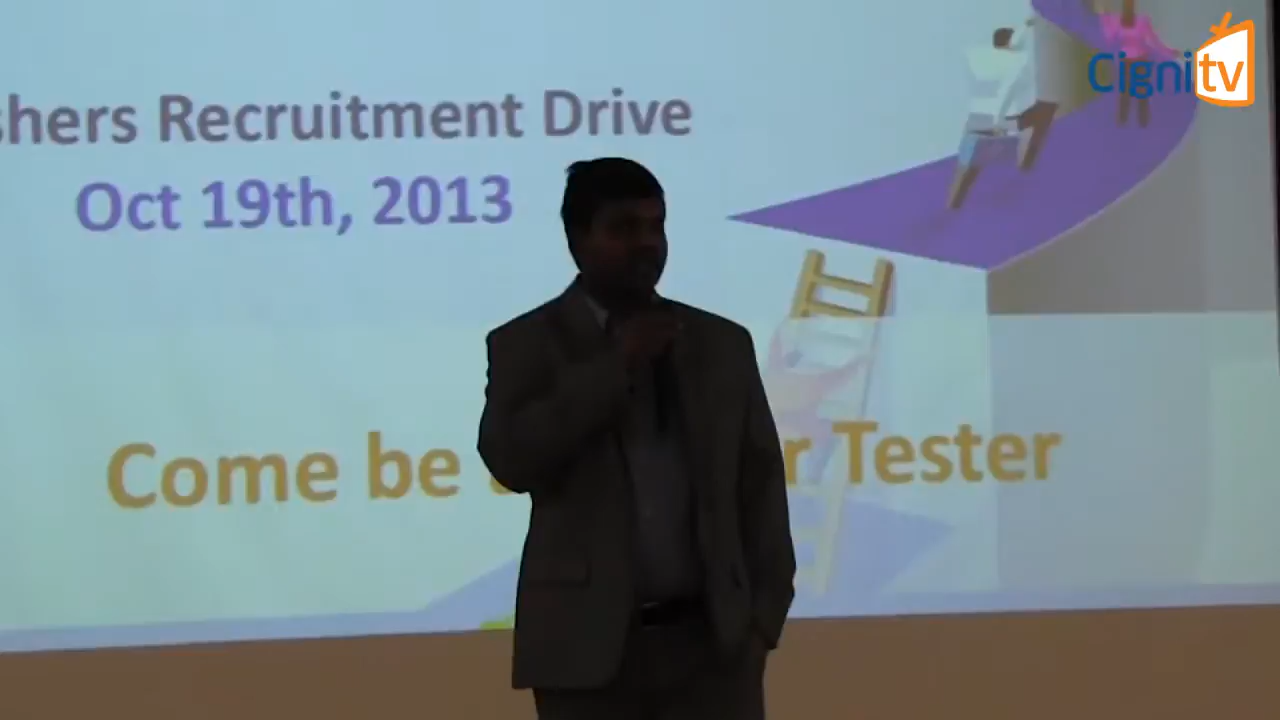 Cignitv
shers Recruitment Drive
Oct 19th, 2013
Come be r Tester